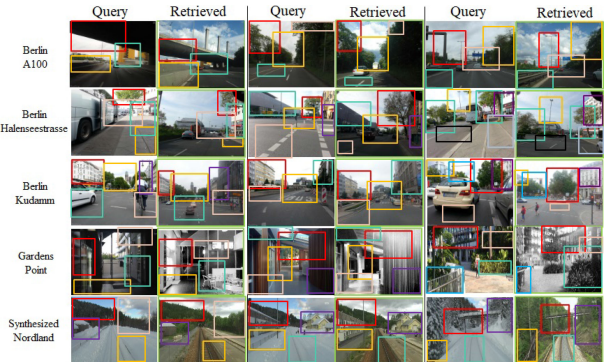 Query Retrieved Query Retrieved Query Retrieved
Berlin
A100
Berlin
Halenseestrasse
Berlin
Kudamm
Gardens
Point
Synthesized
Nordland